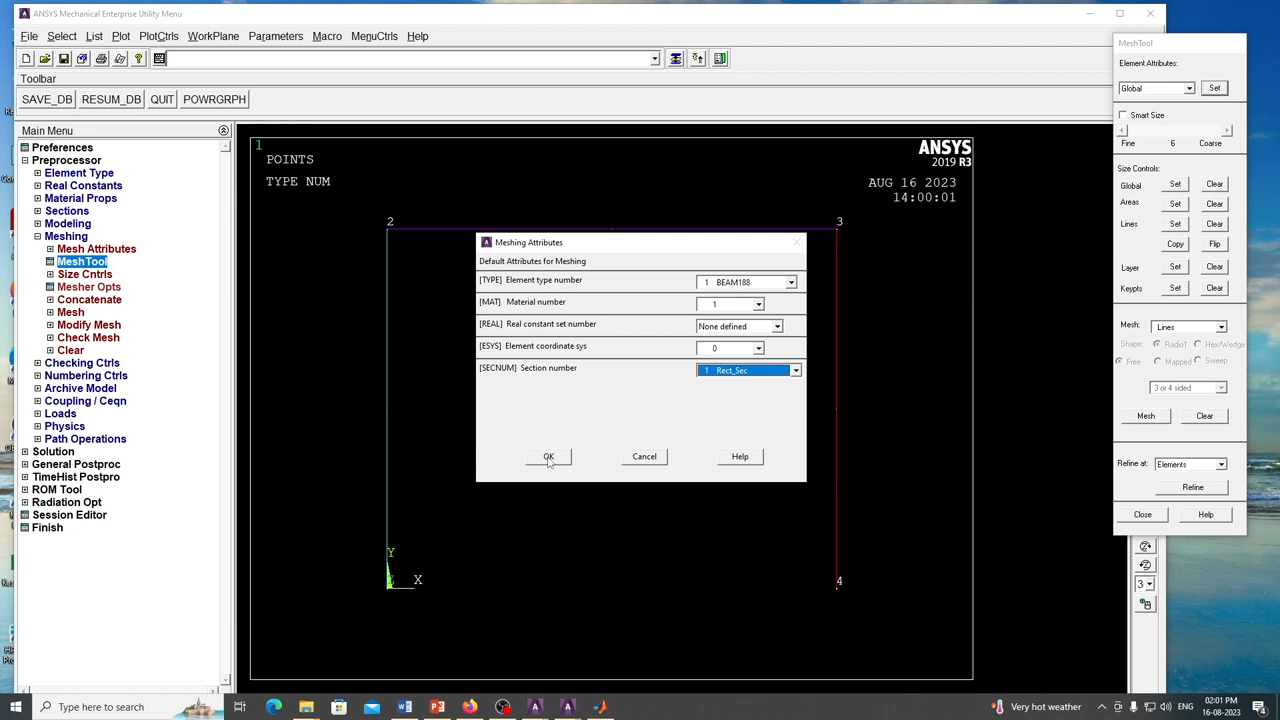 ANSYS Mechanical Enterprise Utility Menu
File Select List Plot PlotCtrls WorkPlane Parameters Macro MenuCtrls Help
Toolbar
SAVE_DB RESUM_DB QUIT POWRGRPH
Main Menu
Preferences
Preprocessor
Element Type
Real Constants
Material Props
Sections
Modeling
Meshing
Mesh Attributes
MeshTool
Size Cntrls
Mesher Opts
Concatenate
Mesh
Modify Mesh
Check Mesh
Clear
Checking Ctrls
Numbering Ctrls
Archive Model
Coupling / Ceqn
Loads
Physics
Path Operations
Solution
General Postproc
TimeHist Postpro
ROM Tool
Radiation Opt
Session Editor
Finish
1
POINTS
TYPE NUM
ANSYS
2019 R3
AUG 16 2023
14:00:01
2
3
4
Y
X
Meshing Attributes
Default Attributes for Meshing
[TYPE] Element type number 1 BEAM188
[MAT] Material number 1
[REAL] Real constant set number None defined
[ESYS] Element coordinate sys 0
[SECNUM] Section number 1 Rect_Sec
OK Cancel Help
MeshTool
Element Attributes:
Global Set
Smart Size
Fine 6 Coarse
Size Controls:
Global Set Clear
Areas Set Clear
Lines Set Clear
Copy Flip
Layer Set Clear
Keypts Set Clear
Mesh: Lines
Shape: Radio1 Hex/Wedge
Free Mapped Sweep
3 or 4 sided
Mesh Clear
Refine at: Elements
Refine
Close Help
3
Type here to search
Very hot weather
02:01 PM
16-08-2023
4